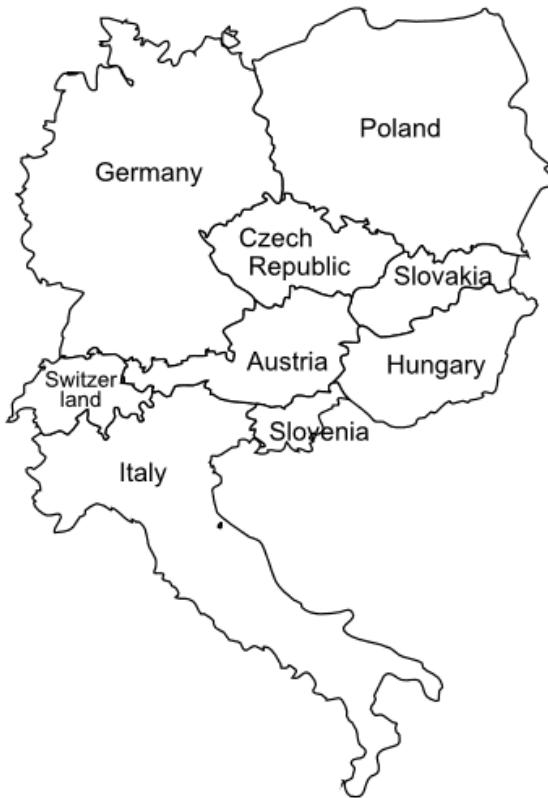 Poland
Germany
Czech
Republic
Slovakia
Austria
Hungary
Switzer
land
Slovenia
Italy